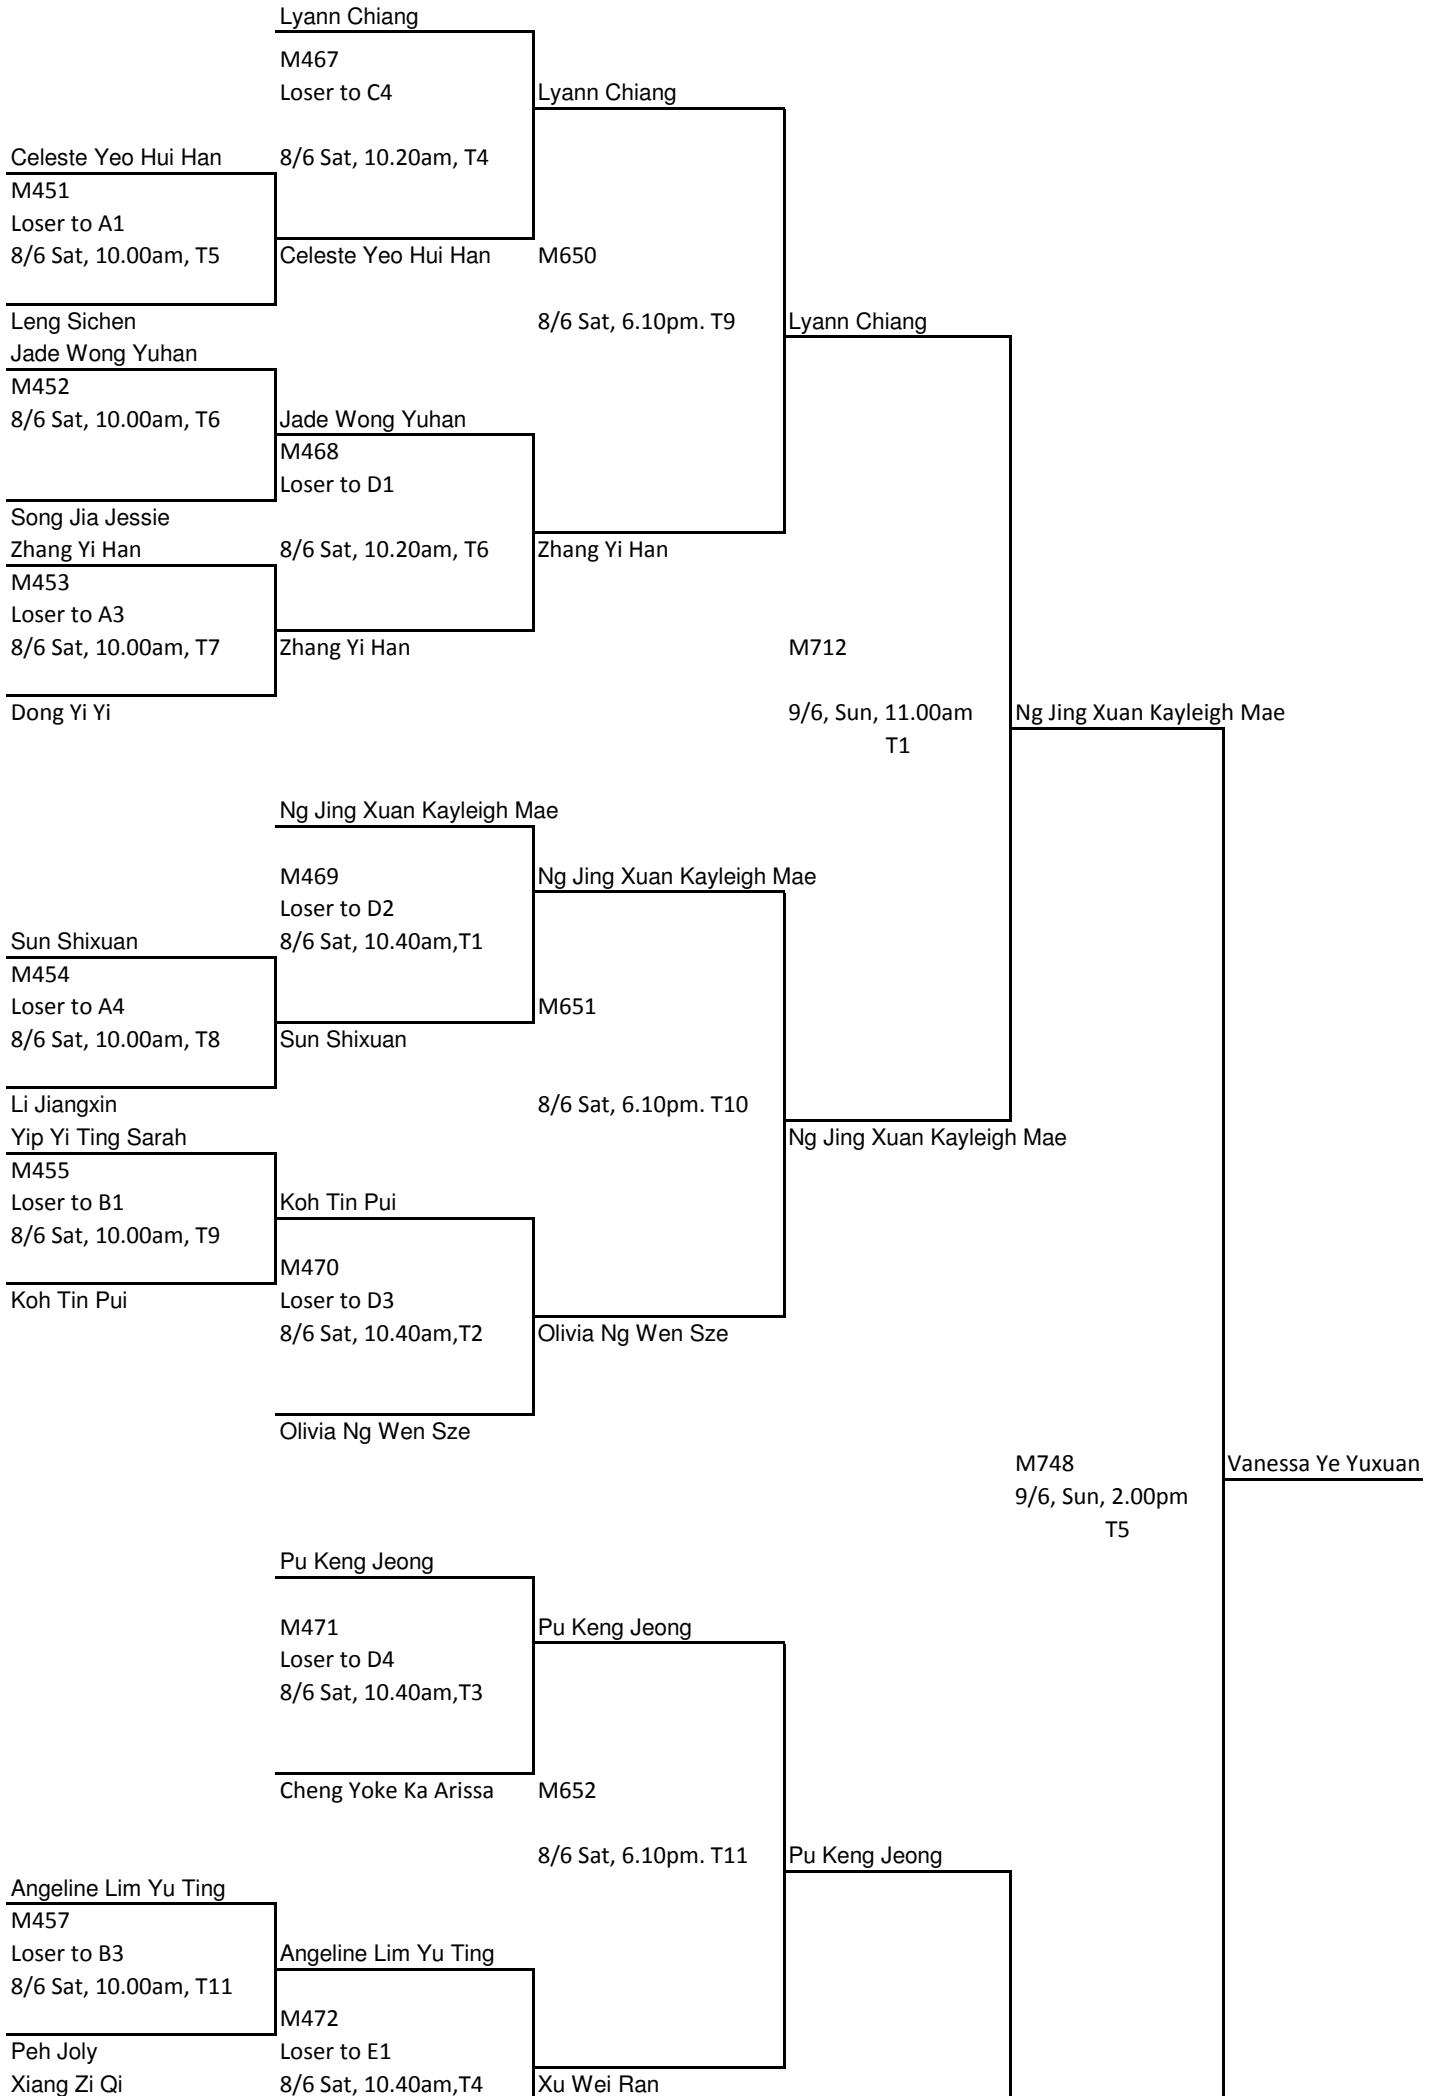 Lyann Chiang
M467
Loser to C4
Lyann Chiang
Celeste Yeo Hui Han
8/6 Sat, 10.20am, T4
M451
Loser to A1
8/6 Sat, 10.00am, T5
Celeste Yeo Hui Han
M650
Leng Sichen
8/6 Sat, 6.10pm. T9
Lyann Chiang
Jade Wong Yuhan
M452
8/6 Sat, 10.00am, T6
Jade Wong Yuhan
M468
Loser to D1
Song Jia Jessie
Zhang Yi Han
8/6 Sat, 10.20am, T6
Zhang Yi Han
M453
Loser to A3
8/6 Sat, 10.00am, T7
Zhang Yi Han
M712
Dong Yi Yi
9/6, Sun, 11.00am
Ng Jing Xuan Kayleigh Mae
T1
Ng Jing Xuan Kayleigh Mae
M469
Ng Jing Xuan Kayleigh Mae
Loser to D2
Sun Shixuan
8/6 Sat, 10.40am,T1
M454
Loser to A4
M651
8/6 Sat, 10.00am, T8
Sun Shixuan
Li Jiangxin
8/6 Sat, 6.10pm. T10
Yip Yi Ting Sarah
Ng Jing Xuan Kayleigh Mae
M455
Loser to B1
Koh Tin Pui
8/6 Sat, 10.00am, T9
M470
Koh Tin Pui
Loser to D3
8/6 Sat, 10.40am,T2
Olivia Ng Wen Sze
Olivia Ng Wen Sze
M748
Vanessa Ye Yuxuan
9/6, Sun, 2.00pm
T5
Pu Keng Jeong
M471
Pu Keng Jeong
Loser to D4
8/6 Sat, 10.40am,T3
Cheng Yoke Ka Arissa
M652
8/6 Sat, 6.10pm. T11
Pu Keng Jeong
Angeline Lim Yu Ting
M457
Loser to B3
Angeline Lim Yu Ting
8/6 Sat, 10.00am, T11
M472
Peh Joly
Loser to E1
Xiang Zi Qi
8/6 Sat, 10.40am,T4
Xu Wei Ran